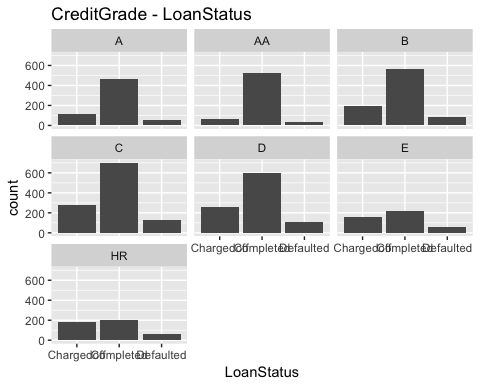 CreditGrade - LoanStatus
A AA B
600
400
200
0
C D E
600
400
200
0
Chargedoff Completed Defaulted Chargedoff Completed Defaulted
HR
600
400
200
0
Chargedoff Completed Defaulted
LoanStatus
count